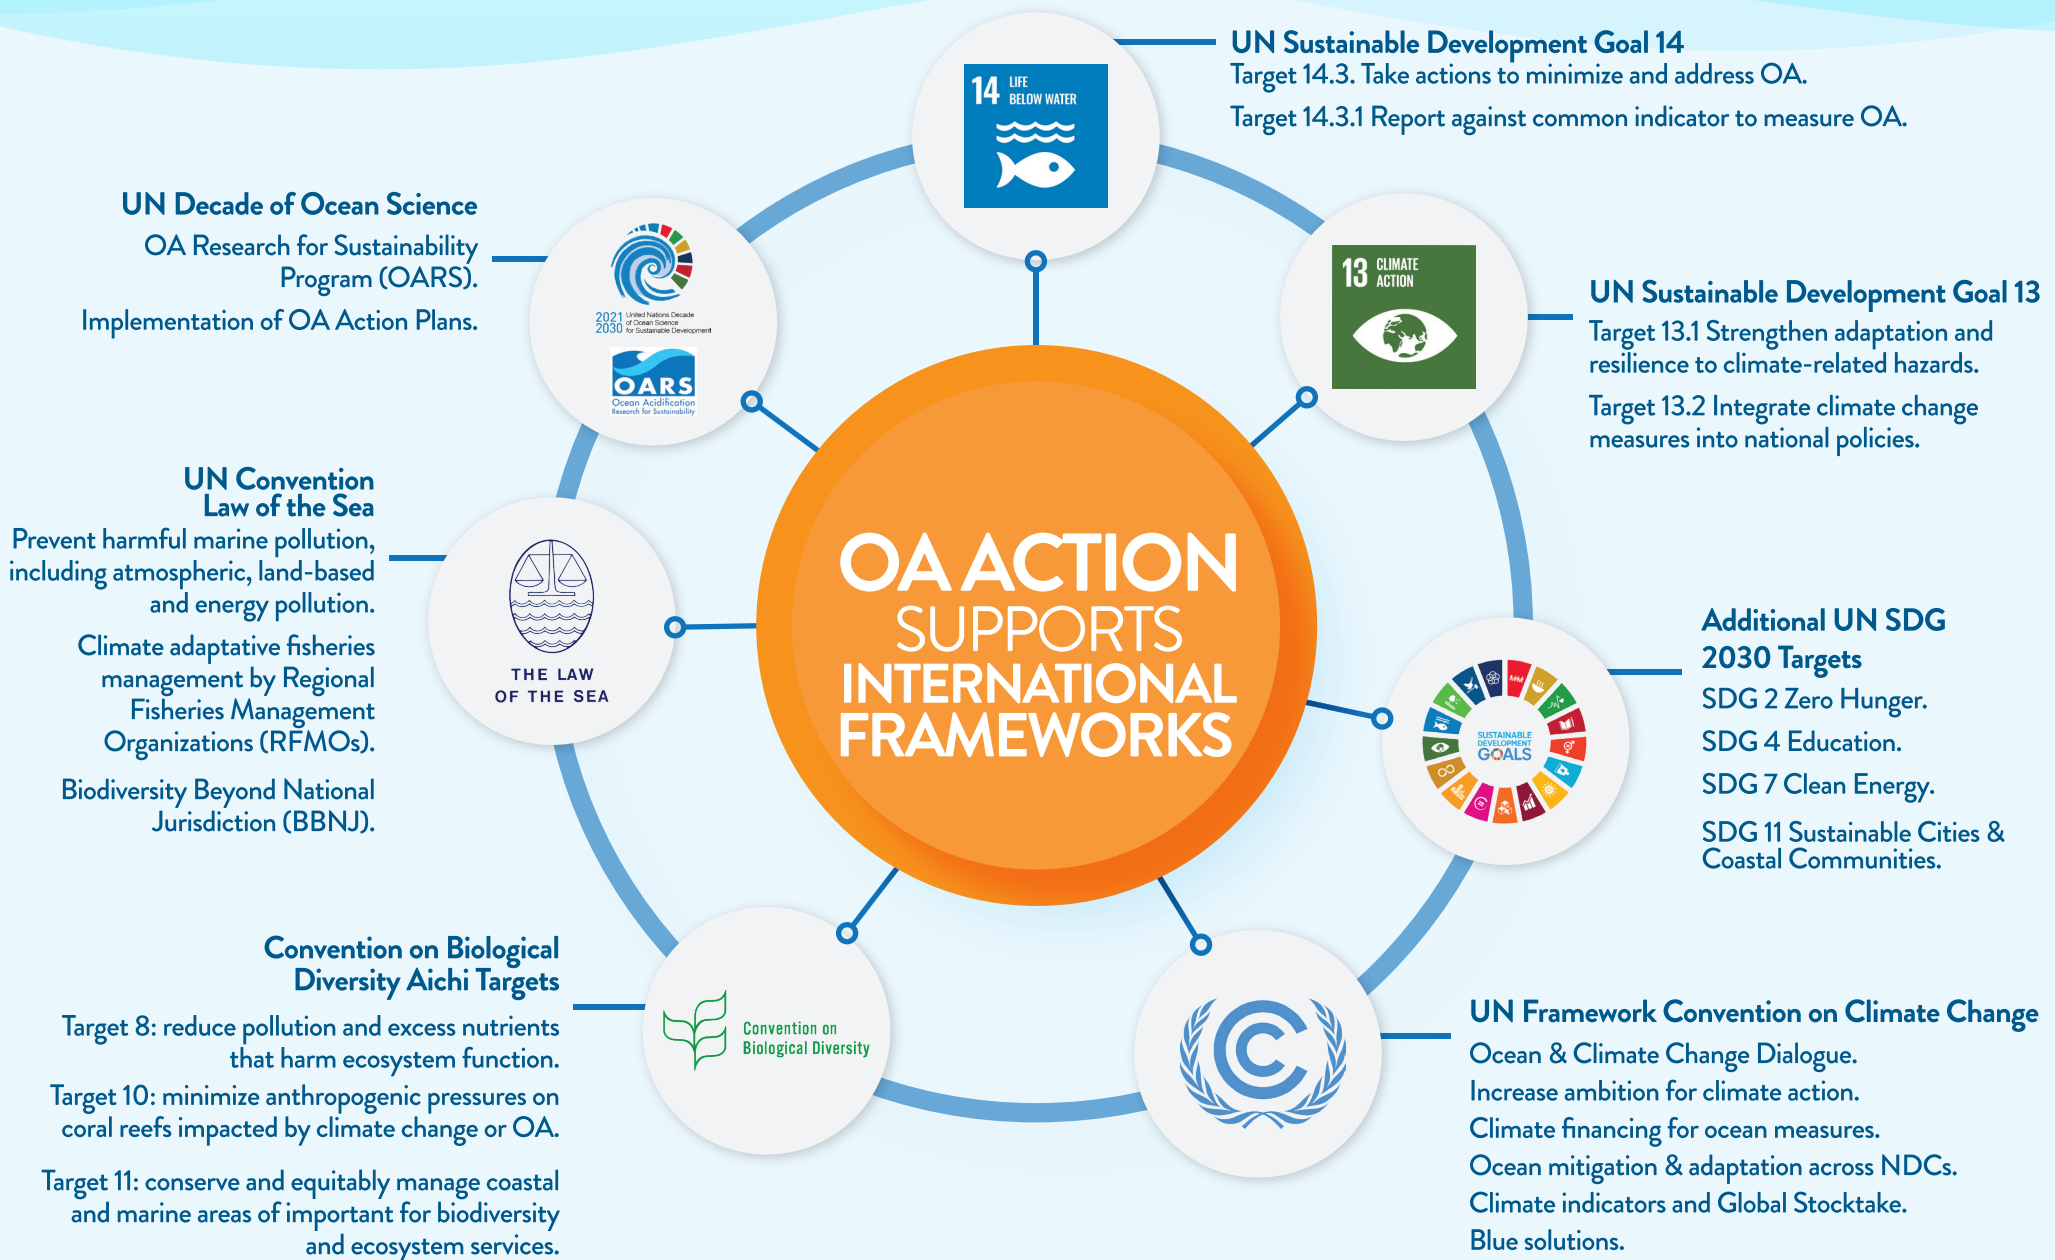 UN Sustainable Development Goal 14
Target 14.3. Take actions to minimize and address OA.
Target 14.3.1 Report against common indicator to measure OA.
14 LIFE
BELOW WATER
UN Decade of Ocean Science
OA Research for Sustainability
Program (OARS).
Implementation of OA Action Plans.
2021 United Nations Decade
of Ocean Science
2030 for Sustainable Development
OARS
Ocean Acidification
Research for Sustainability
13 CLIMATE
ACTION
UN Sustainable Development Goal 13
Target 13.1 Strengthen adaptation and
resilience to climate-related hazards.
Target 13.2 Integrate climate change
measures into national policies.
UN Convention
Law of the Sea
Prevent harmful marine pollution,
including atmospheric, land-based
and energy pollution.
Climate adaptative fisheries
management by Regional
Fisheries Management
Organizations (RFMOs).
Biodiversity Beyond National
Jurisdiction (BBNJ).
THE LAW
OF THE SEA
OA ACTION
SUPPORTS
INTERNATIONAL
FRAMEWORKS
SUSTAINABLE
DEVELOPMENT
GOALS
Additional UN SDG
2030 Targets
SDG 2 Zero Hunger.
SDG 4 Education.
SDG 7 Clean Energy.
SDG 11 Sustainable Cities &
Coastal Communities.
Convention on Biological
Diversity Aichi Targets
Target 8: reduce pollution and excess nutrients
that harm ecosystem function.
Target 10: minimize anthropogenic pressures on
coral reefs impacted by climate change or OA.
Target 11: conserve and equitably manage coastal
and marine areas of important for biodiversity
and ecosystem services.
Convention on
Biological Diversity
UN Framework Convention on Climate Change
Ocean & Climate Change Dialogue.
Increase ambition for climate action.
Climate financing for ocean measures.
Ocean mitigation & adaptation across NDCs.
Climate indicators and Global Stocktake.
Blue solutions.